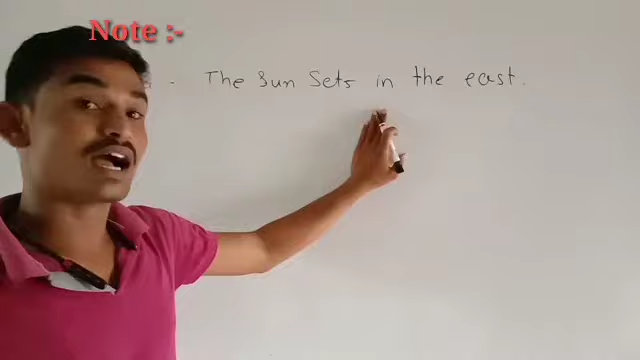 Note :-
The Sun Sets in the east.